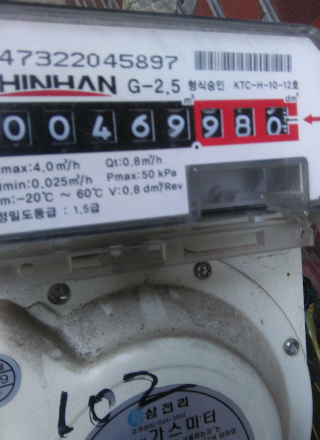 47322045897
HINHAN G-2.5 형식승인 KTC-H-10-12호
m³ dm³
00469980
max:4.0m³/h Qt:0.8m³/h
min:0.025m³/h Pmax:50 kPa
m:-20℃ ~ 60℃ V:0.8 dm³/Rev
정밀도등급 : 1.5급
102
삼천리
가스미터